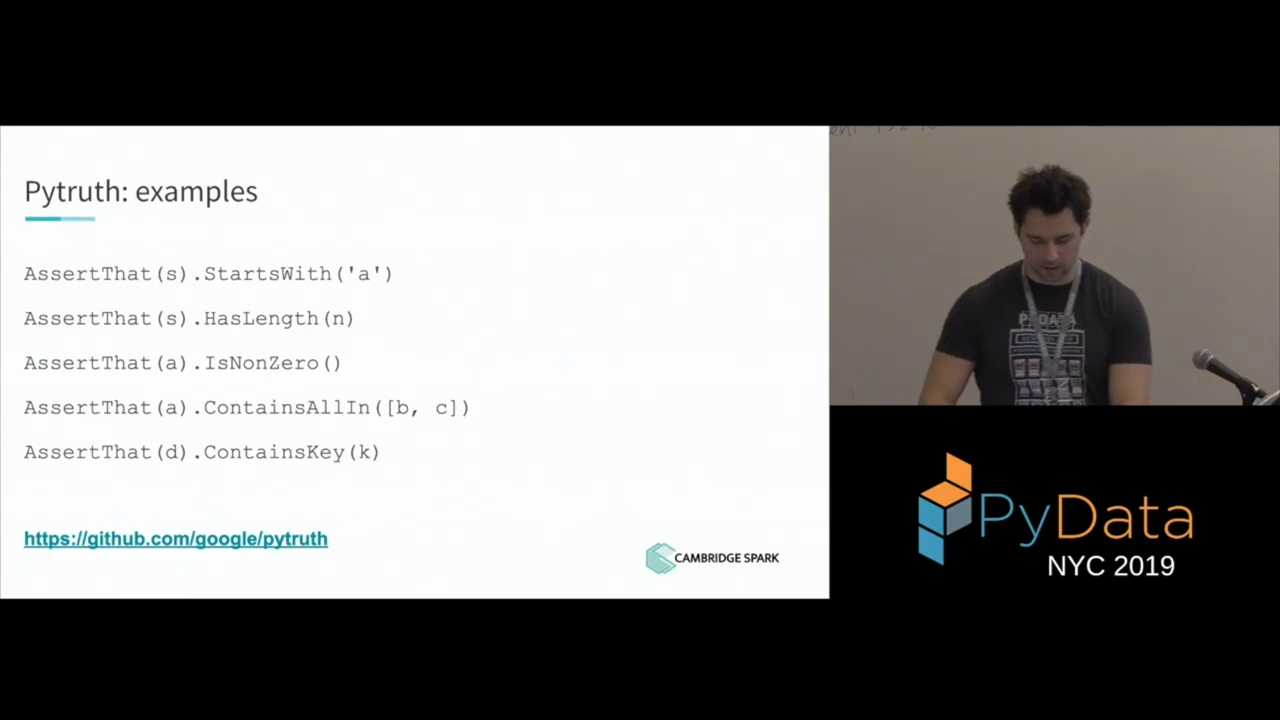 Pytruth: examples
AssertThat(s).StartsWith('a')
AssertThat(s).HasLength(n)
AssertThat(a).IsNonZero()
AssertThat(a).ContainsAllIn([b, c])
AssertThat(d).ContainsKey(k)
https://github.com/google/pytruth
CAMBRIDGE SPARK
PYDATA
PyData
NYC 2019